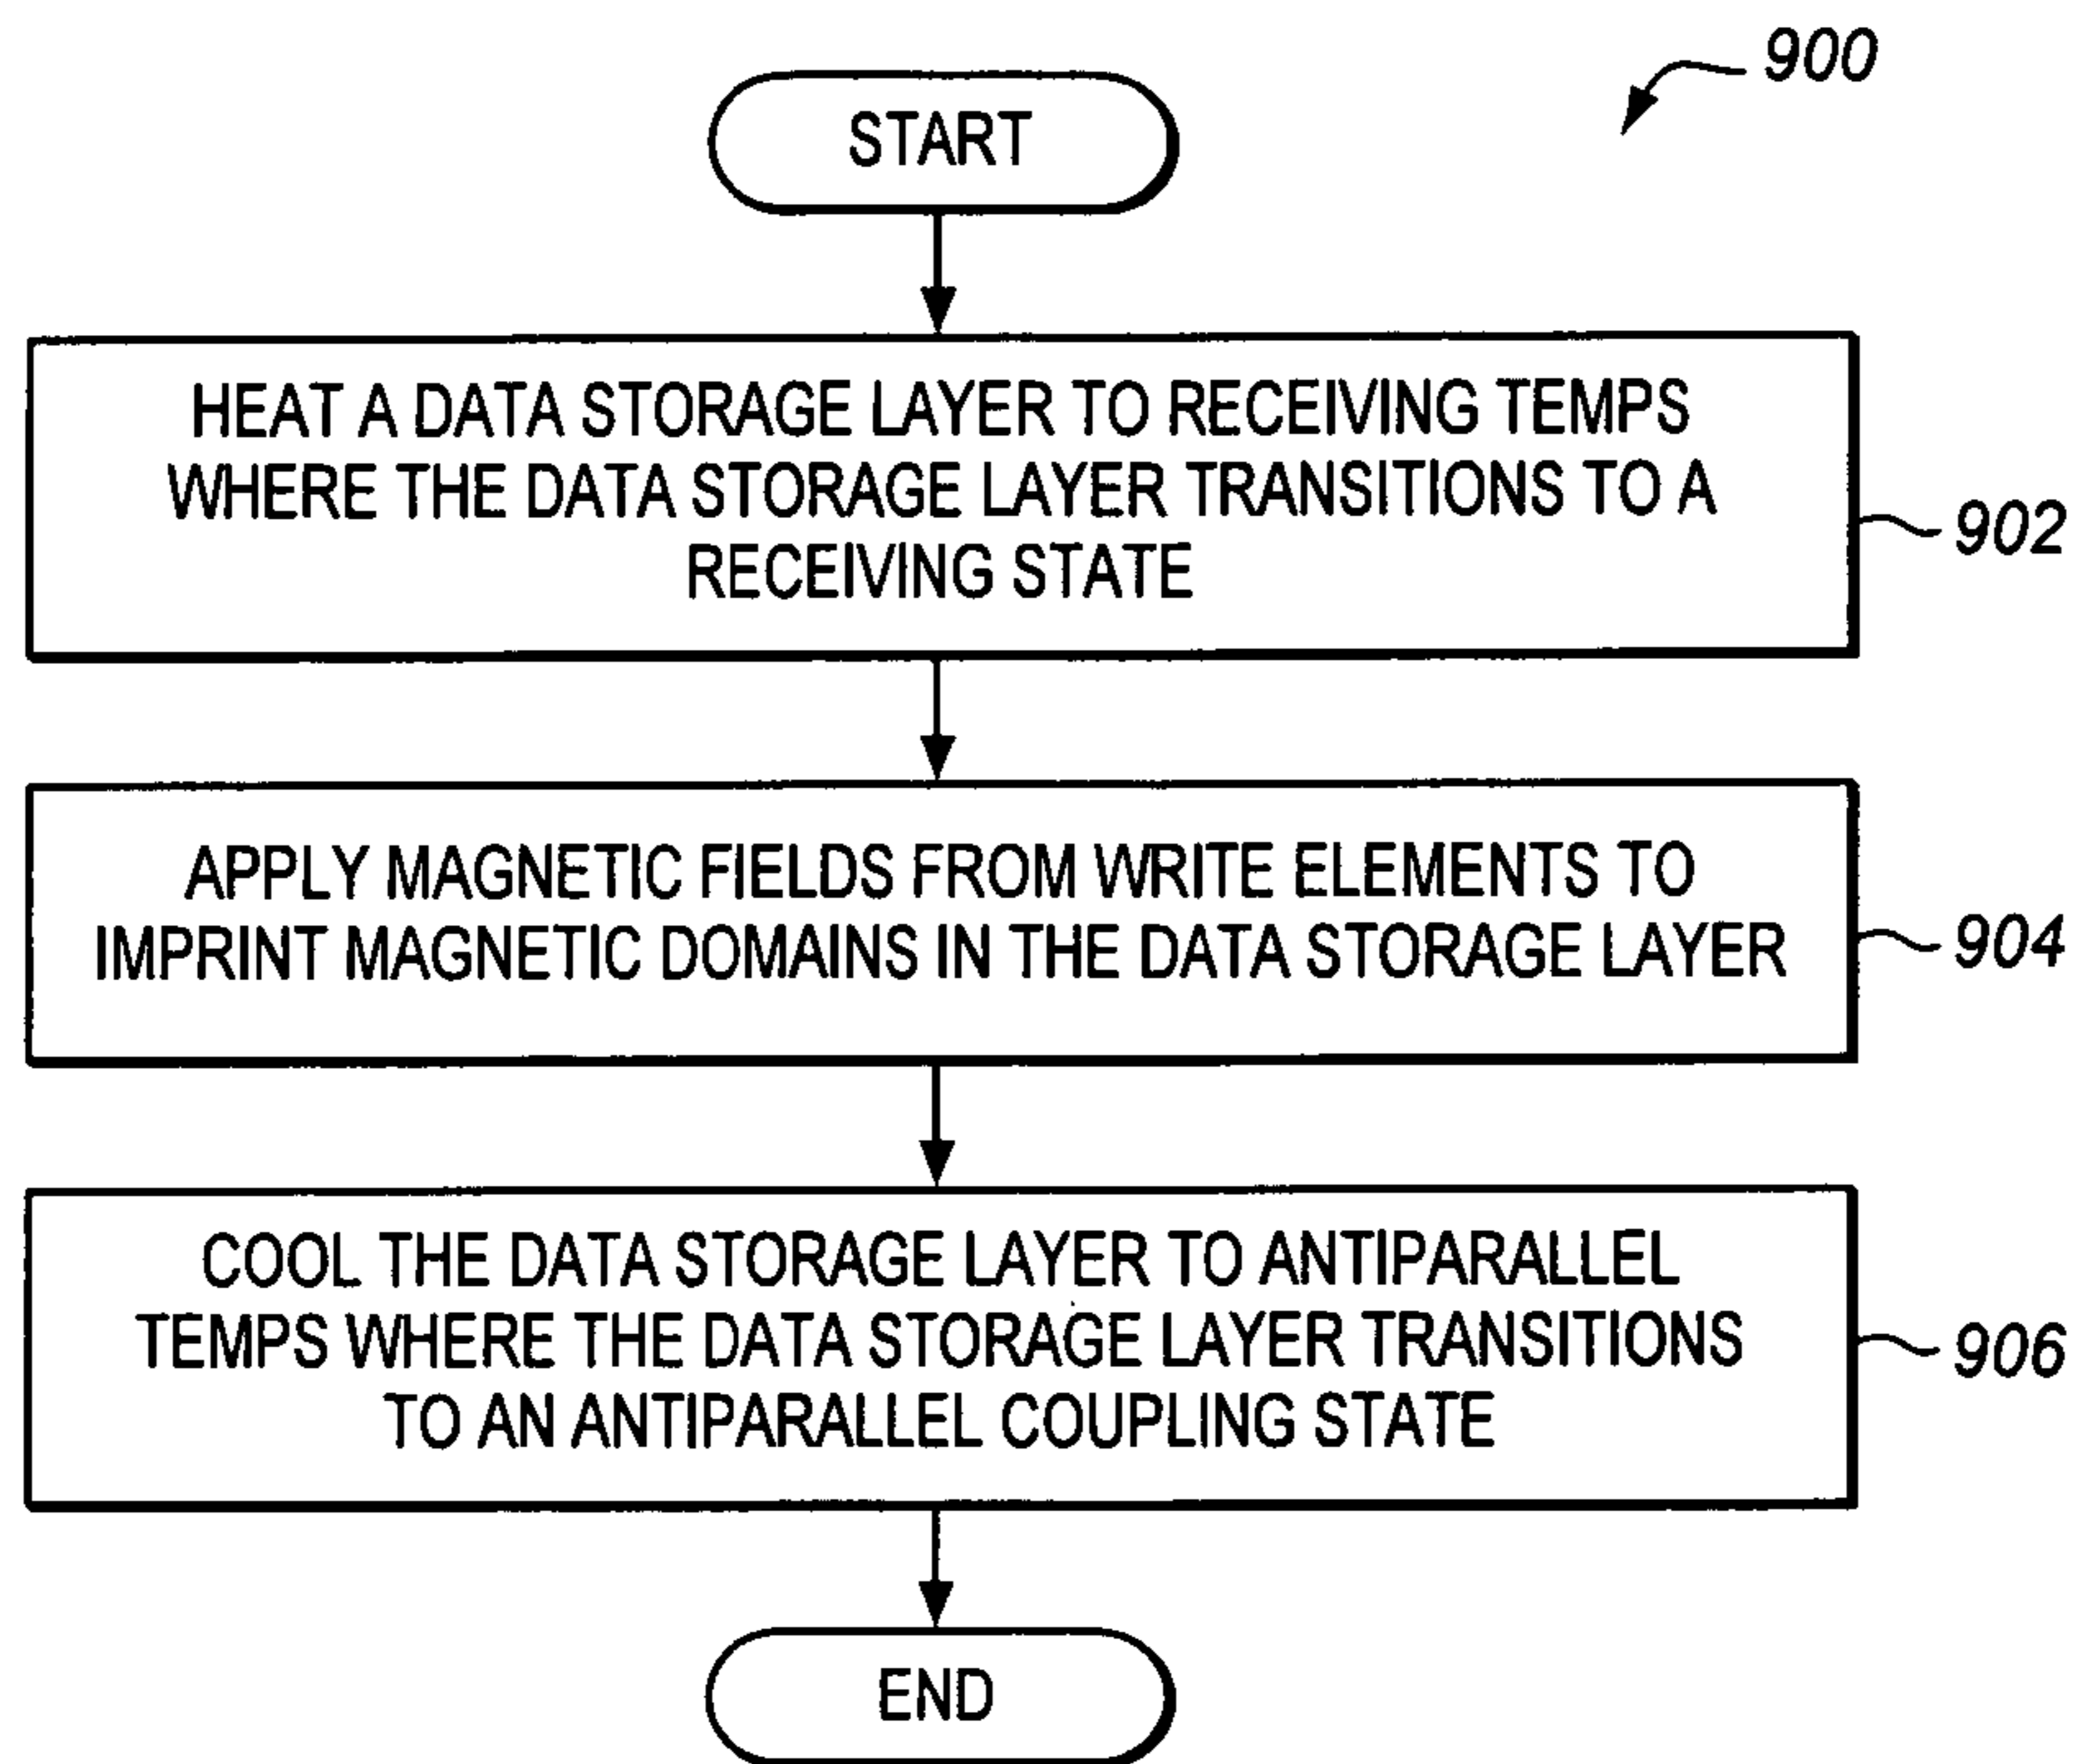 900
START
HEAT A DATA STORAGE LAYER TO RECEIVING TEMPS
WHERE THE DATA STORAGE LAYER TRANSITIONS TO A
RECEIVING STATE
902
APPLY MAGNETIC FIELDS FROM WRITE ELEMENTS TO
IMPRINT MAGNETIC DOMAINS IN THE DATA STORAGE LAYER
904
COOL THE DATA STORAGE LAYER TO ANTIPARALLEL
TEMPS WHERE THE DATA STORAGE LAYER TRANSITIONS
TO AN ANTIPARALLEL COUPLING STATE
906
END